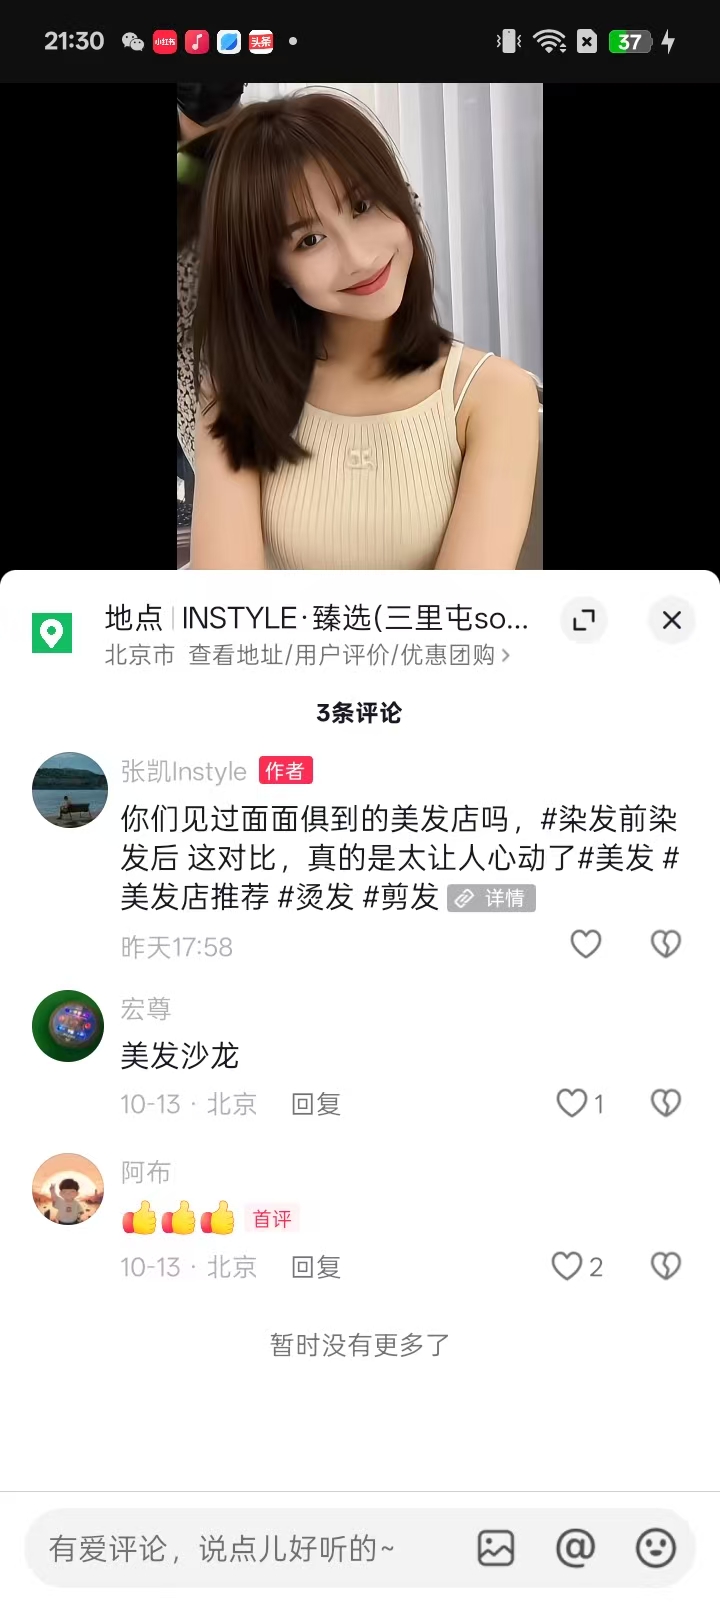 21:30
小红书
头条
37
地点 | INSTYLE·臻选(三里屯so...
北京市 查看地址/用户评价/优惠团购 >
3条评论
张凯Instyle 作者
你们见过面面俱到的美发店吗，#染发前染
发后 这对比，真的是太让人心动了#美发 #
美发店推荐 #烫发 #剪发 详情
昨天17:58
宏尊
美发沙龙
10-13 · 北京 回复 1
阿布
👍👍👍 首评
10-13 · 北京 回复 2
暂时没有更多了
有爱评论，说点儿好听的~ @